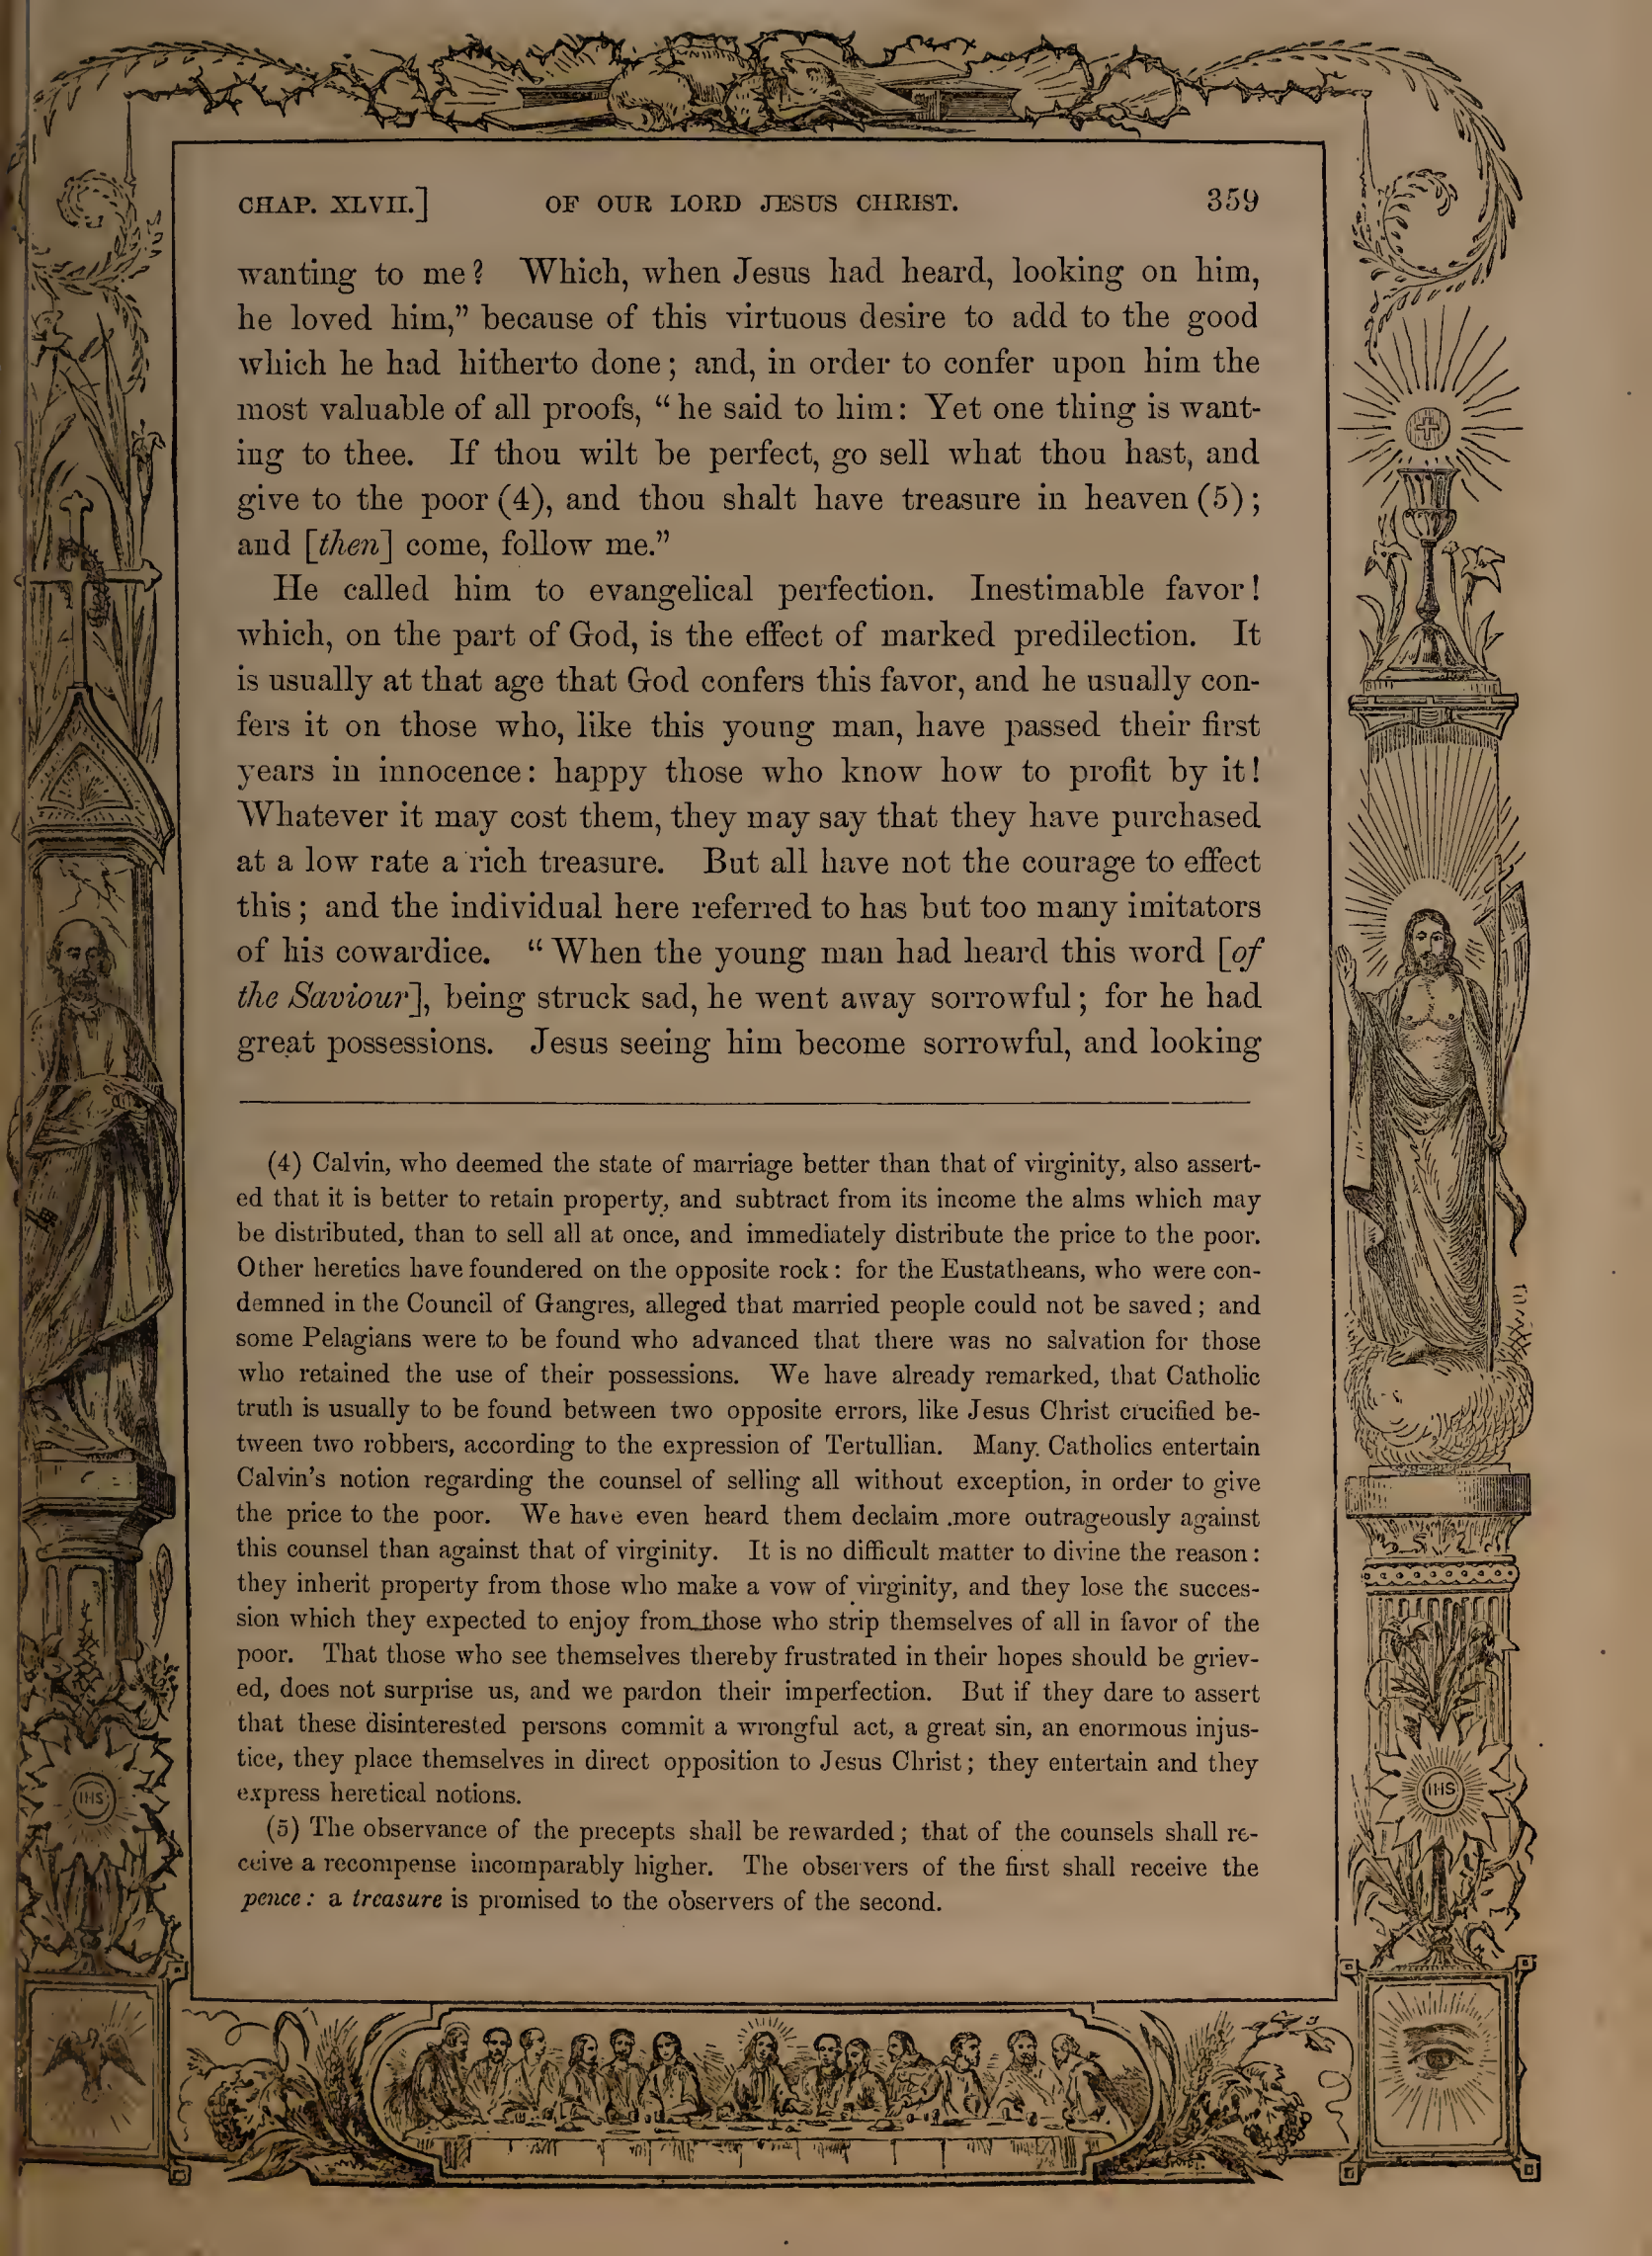 CHAP. XLVII.] OF OUR LORD JESUS CHRIST. 359
wanting to me? Which, when Jesus had heard, looking on him,
he loved him,” because of this virtuous desire to add to the good
which he had hitherto done; and, in order to confer upon him the
most valuable of all proofs, “he said to him: Yet one thing is want-
ing to thee. If thou wilt be perfect, go sell what thou hast, and
give to the poor (4), and thou shalt have treasure in heaven (5);
and [then] come, follow me.”
He called him to evangelical perfection. Inestimable favor!
which, on the part of God, is the effect of marked predilection. It
is usually at that age that God confers this favor, and he usually con-
fers it on those who, like this young man, have passed their first
years in innocence: happy those who know how to profit by it!
Whatever it may cost them, they may say that they have purchased
at a low rate a rich treasure. But all have not the courage to effect
this; and the individual here referred to has but too many imitators
of his cowardice. “When the young man had heard this word [of
the Saviour], being struck sad, he went away sorrowful; for he had
great possessions. Jesus seeing him become sorrowful, and looking
(4) Calvin, who deemed the state of marriage better than that of virginity, also assert-
ed that it is better to retain property, and subtract from its income the alms which may
be distributed, than to sell all at once, and immediately distribute the price to the poor.
Other heretics have foundered on the opposite rock: for the Eustatheans, who were con-
demned in the Council of Gangres, alleged that married people could not be saved; and
some Pelagians were to be found who advanced that there was no salvation for those
who retained the use of their possessions. We have already remarked, that Catholic
truth is usually to be found between two opposite errors, like Jesus Christ crucified be-
tween two robbers, according to the expression of Tertullian. Many Catholics entertain
Calvin’s notion regarding the counsel of selling all without exception, in order to give
the price to the poor. We have even heard them declaim more outrageously against
this counsel than against that of virginity. It is no difficult matter to divine the reason:
they inherit property from those who make a vow of virginity, and they lose the succes-
sion which they expected to enjoy from those who strip themselves of all in favor of the
poor. That those who see themselves thereby frustrated in their hopes should be griev-
ed, does not surprise us, and we pardon their imperfection. But if they dare to assert
that these disinterested persons commit a wrongful act, a great sin, an enormous injus-
tice, they place themselves in direct opposition to Jesus Christ; they entertain and they
express heretical notions.
(5) The observance of the precepts shall be rewarded; that of the counsels shall re-
ceive a recompense incomparably higher. The observers of the first shall receive the
pence: a treasure is promised to the observers of the second.
IHS
IHS